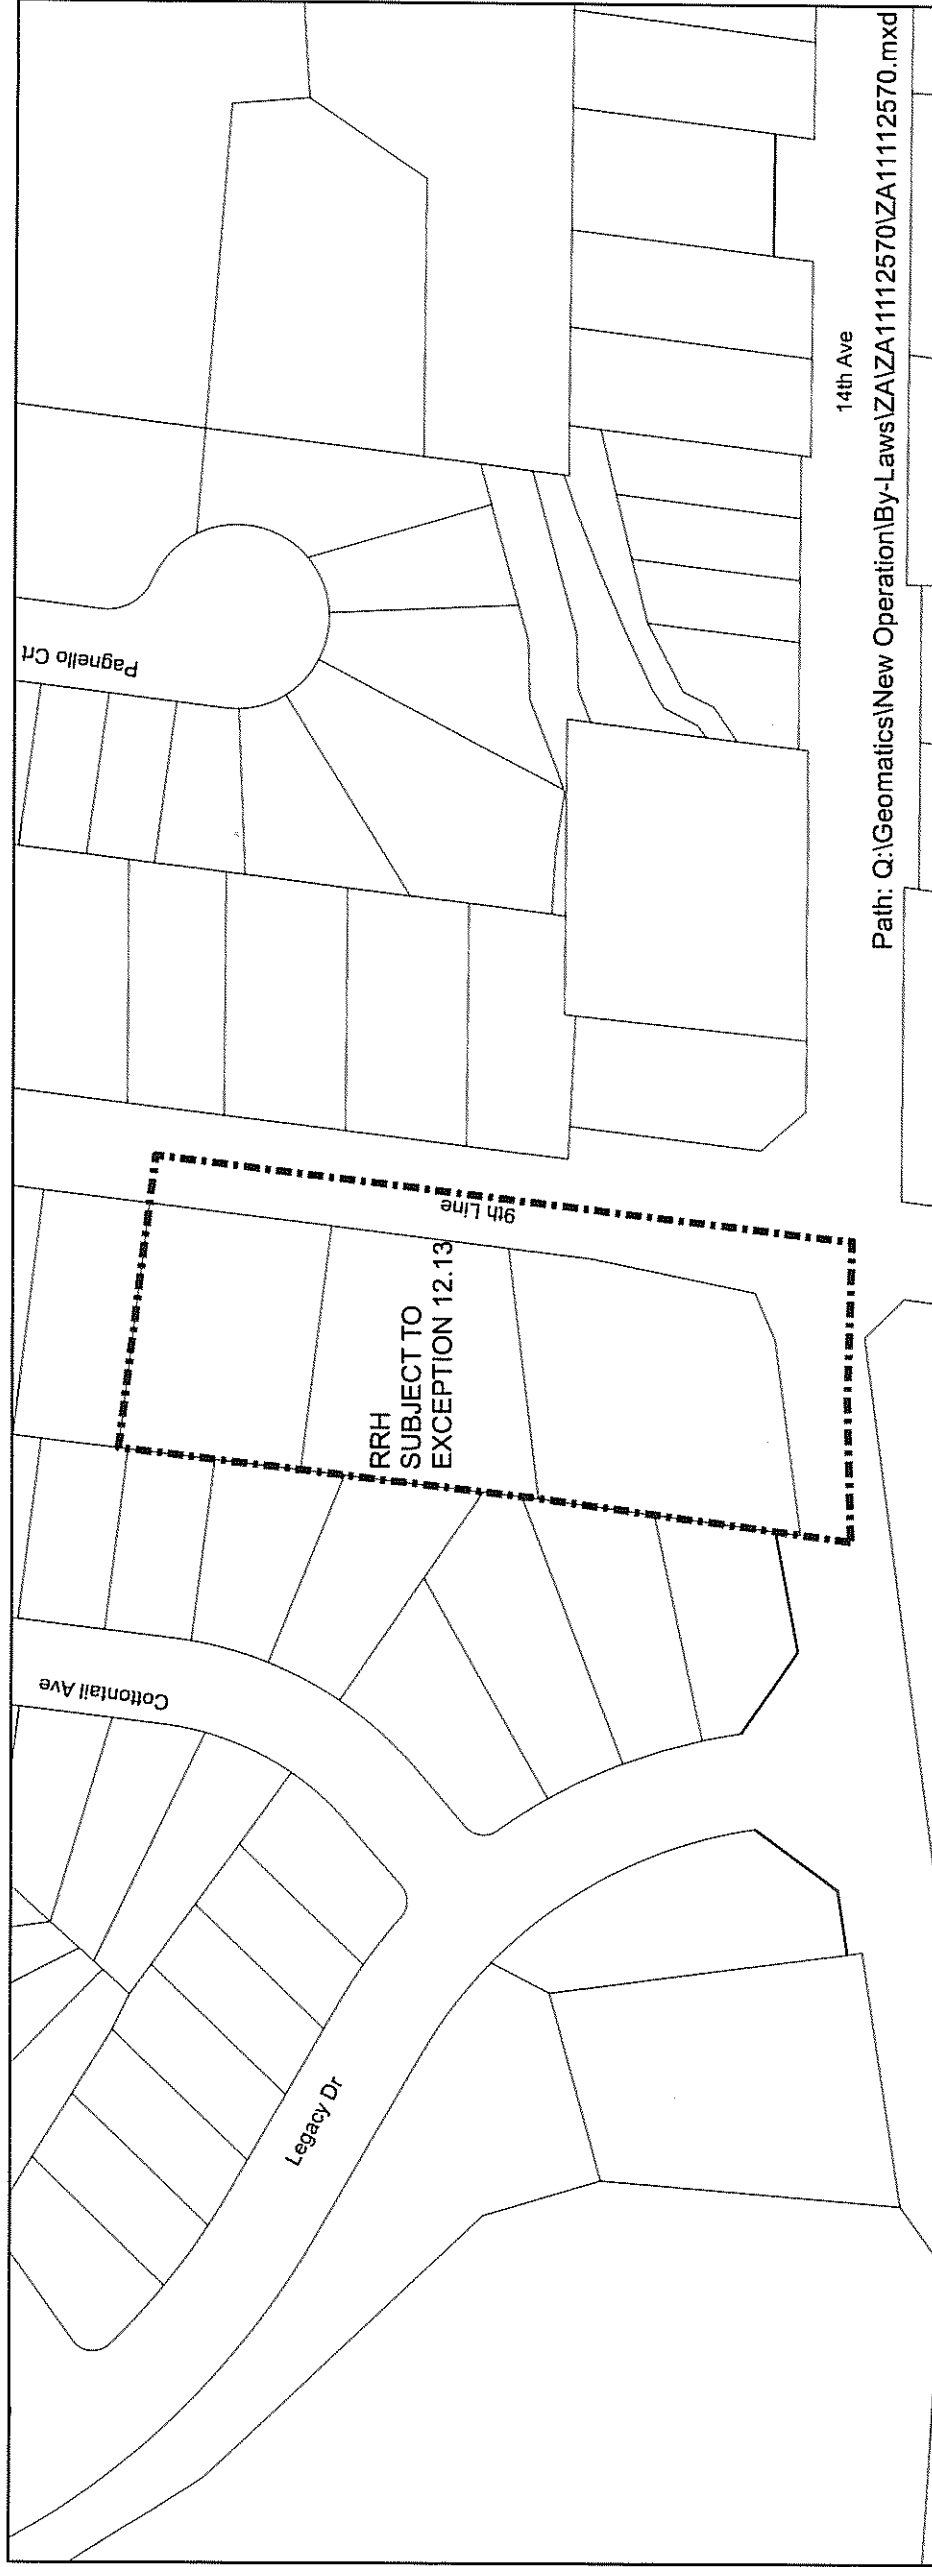 Pagnello Crt
14th Ave
Path: Q:\Geomatics\New Operation\By-Laws\ZA\ZA11112570\ZA11112570.mxd
9th Line
RRH
SUBJECT TO
EXCEPTION 12.13
Cottontail Ave
Legacy Dr